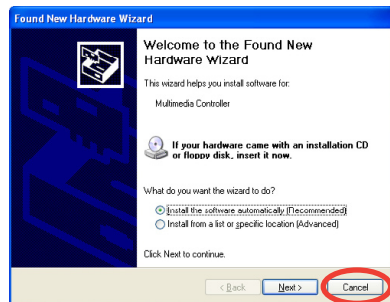 Found New Hardware Wizard
Welcome to the Found New
Hardware Wizard
This wizard helps you install software for:
Multimedia Controller
If your hardware came with an installation CD
or floppy disk, insert it now.
What do you want the wizard to do?
Install the software automatically (Recommended)
Install from a list or specific location (Advanced)
Click Next to continue.
< Back Next > Cancel